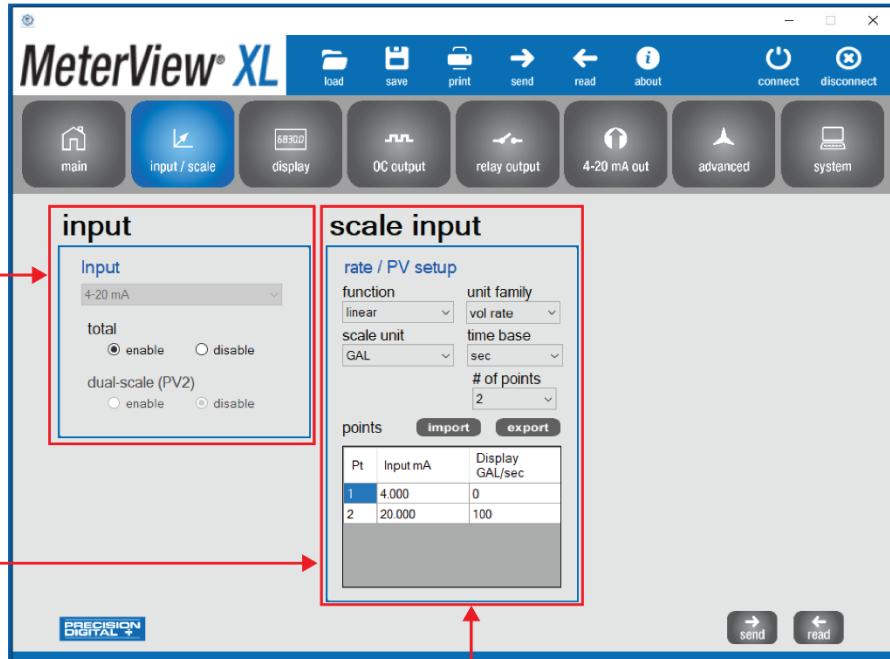 MeterView® XL
load save print send read about connect disconnect
main input / scale 6830.0 display OC output relay output 4-20 mA out advanced system
input
Input
4-20 mA
total
enable disable
dual-scale (PV2)
enable disable
scale input
rate / PV setup
function unit family
linear vol rate
scale unit time base
GAL sec
# of points
2
points import export
Pt Input mA Display
GAL/sec
1 4.000 0
2 20.000 100
PRECISION
DIGITAL +
send read